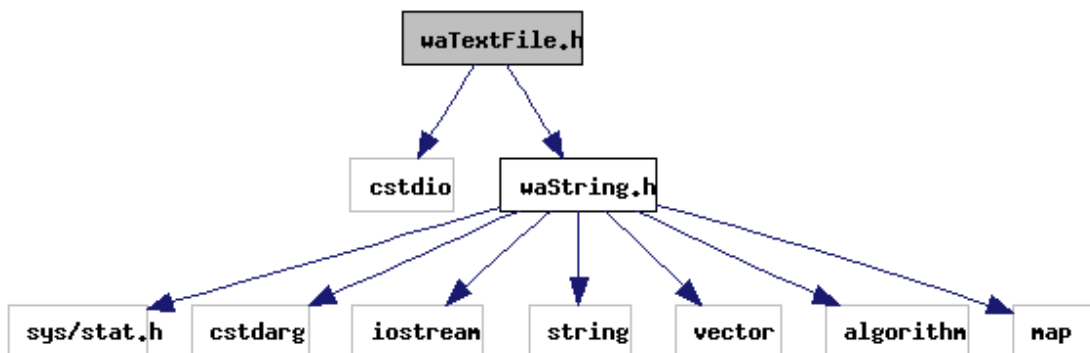 waTextFile.h
cstdio
waString.h
sys/stat.h
cstdarg
iostream
string
vector
algorithm
map